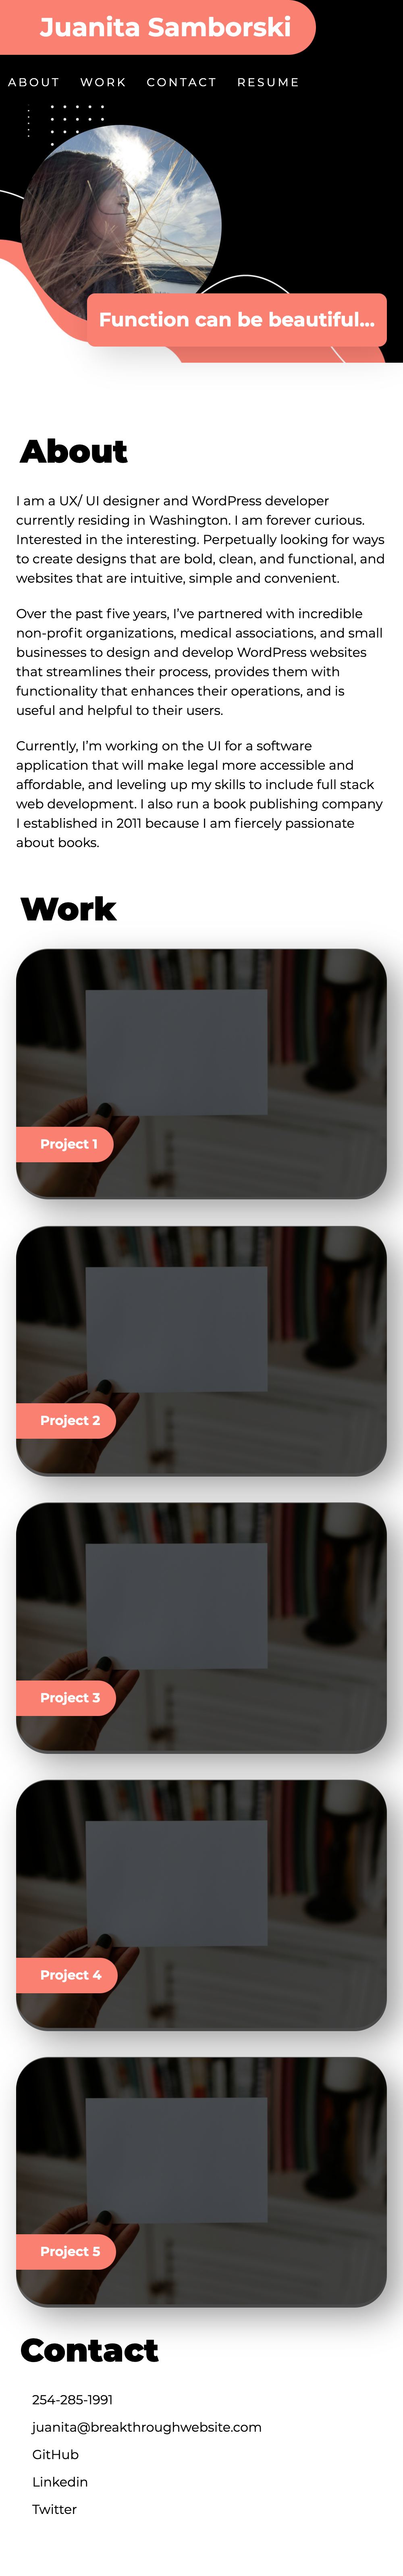 Juanita Samborski
ABOUT WORK CONTACT RESUME
Function can be beautiful...
About
I am a UX/ UI designer and WordPress developer
currently residing in Washington. I am forever curious.
Interested in the interesting. Perpetually looking for ways
to create designs that are bold, clean, and functional, and
websites that are intuitive, simple and convenient.
Over the past five years, I've partnered with incredible
non-profit organizations, medical associations, and small
businesses to design and develop WordPress websites
that streamlines their process, provides them with
functionality that enhances their operations, and is
useful and helpful to their users.
Currently, I'm working on the UI for a software
application that will make legal more accessible and
affordable, and leveling up my skills to include full stack
web development. I also run a book publishing company
I established in 2011 because I am fiercely passionate
about books.
Work
Project 1
Project 2
Project 3
Project 4
Project 5
Contact
254-285-1991
juanita@breakthroughwebsite.com
GitHub
Linkedin
Twitter